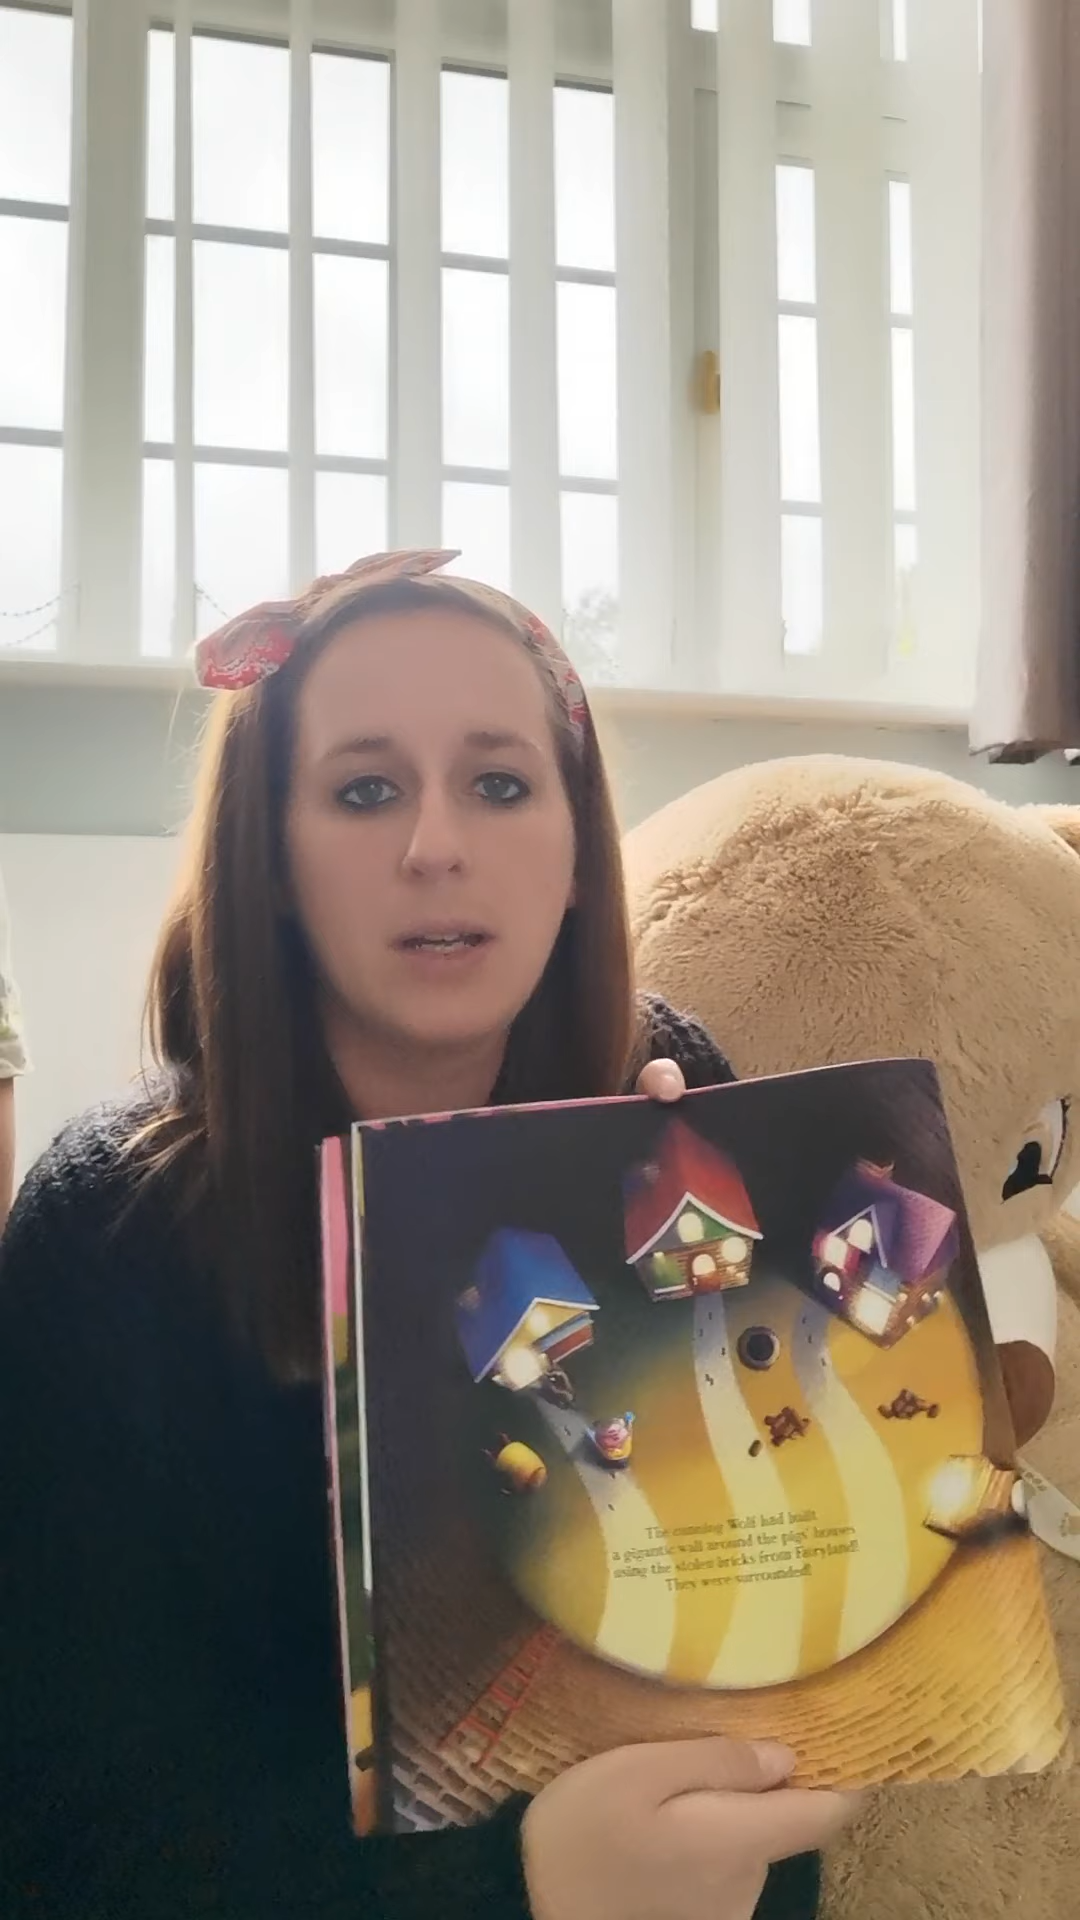 The cunning Wolf had built
a gigantic wall around the pigs' houses
using the stolen bricks from Fairyland!
They were surrounded!